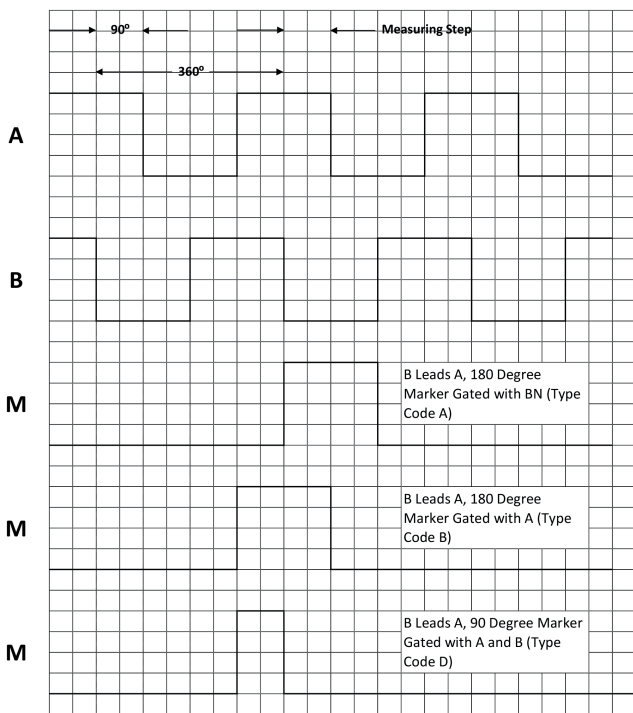 90º
Measuring Step
360º
A
B
B Leads A, 180 Degree
Marker Gated with BN (Type
Code A)
M
B Leads A, 180 Degree
Marker Gated with A (Type
Code B)
M
B Leads A, 90 Degree Marker
Gated with A and B (Type
Code D)
M